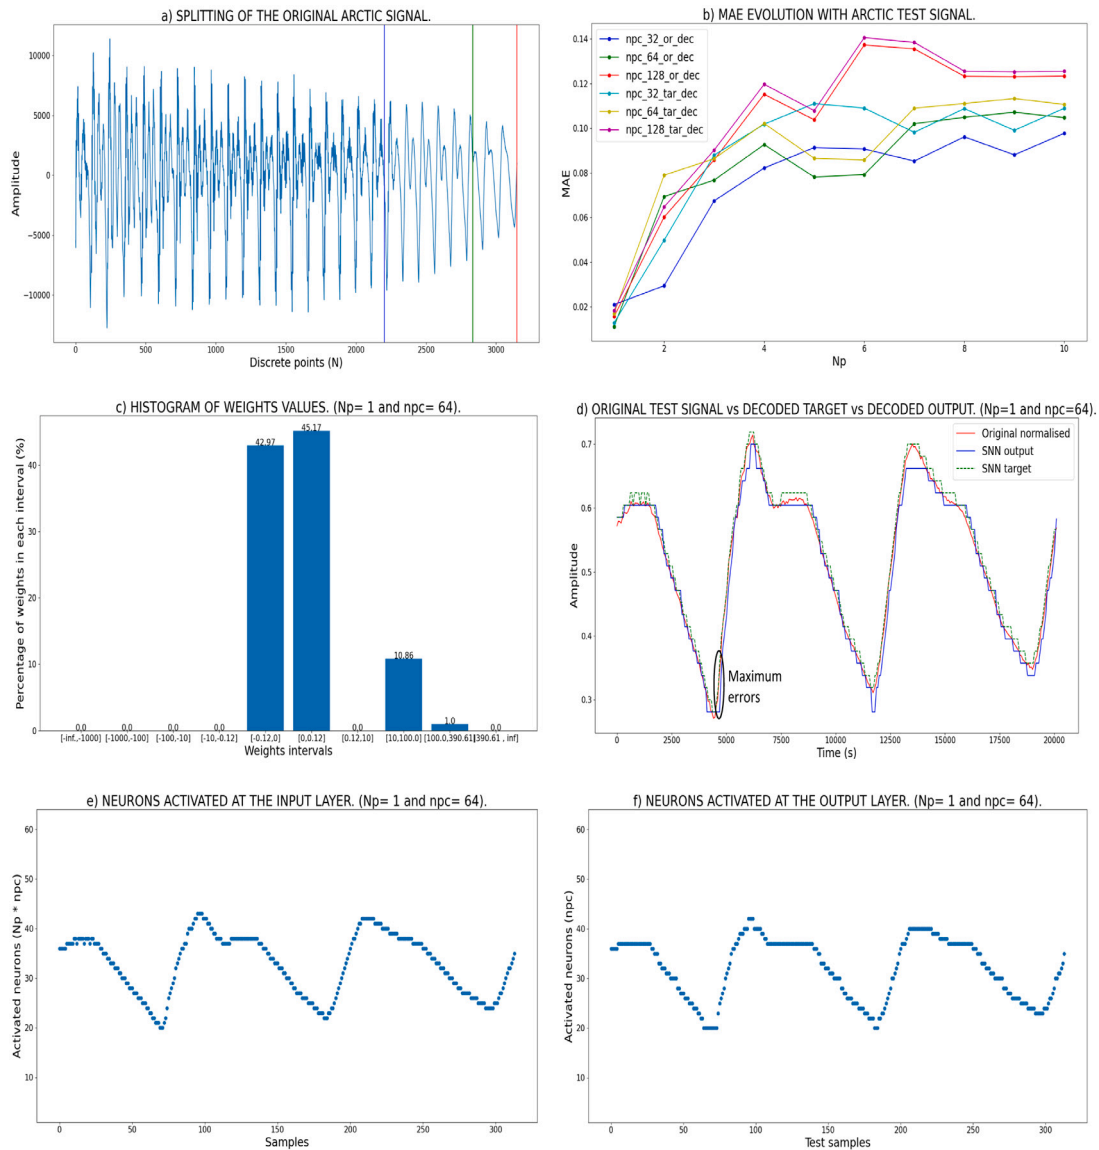 a) SPLITTING OF THE ORIGINAL ARCTIC SIGNAL.
10000
5000
0
−5000
−10000
Amplitude
0 500 1000 1500 2000 2500 3000
Discrete points (N)
b) MAE EVOLUTION WITH ARCTIC TEST SIGNAL.
npc_32_or_dec
npc_64_or_dec
npc_128_or_dec
npc_32_tar_dec
npc_64_tar_dec
npc_128_tar_dec
0.14
0.12
0.10
0.08
0.06
0.04
0.02
MAE
2 4 6 8 10
Np
c) HISTOGRAM OF WEIGHTS VALUES. (Np= 1 and npc= 64).
Percentage of weights in each interval (%)
40
30
20
10
0
0.0 0.0 0.0 0.0 42.97 45.17 0.0 10.86 1.0 0.0
[-inf.,-1000] [-1000,-100] [-100,-10] [-10,-0.12] [-0.12,0] [0,0.12] [0.12,10] [10,100.0] [100.0,390.61] [390.61 , inf]
Weights intervals
d) ORIGINAL TEST SIGNAL vs DECODED TARGET vs DECODED OUTPUT. (Np=1 and npc=64).
Original normalised
SNN output
SNN target
0.7
0.6
0.5
0.4
0.3
Amplitude
Maximum
errors
0 2500 5000 7500 10000 12500 15000 17500 20000
Time (s)
e) NEURONS ACTIVATED AT THE INPUT LAYER. (Np= 1 and npc= 64).
Activated neurons (Np * npc)
60
50
40
30
20
10
0 50 100 150 200 250 300
Samples
f) NEURONS ACTIVATED AT THE OUTPUT LAYER. (Np= 1 and npc= 64).
Activated neurons (npc)
60
50
40
30
20
10
0 50 100 150 200 250 300
Test samples